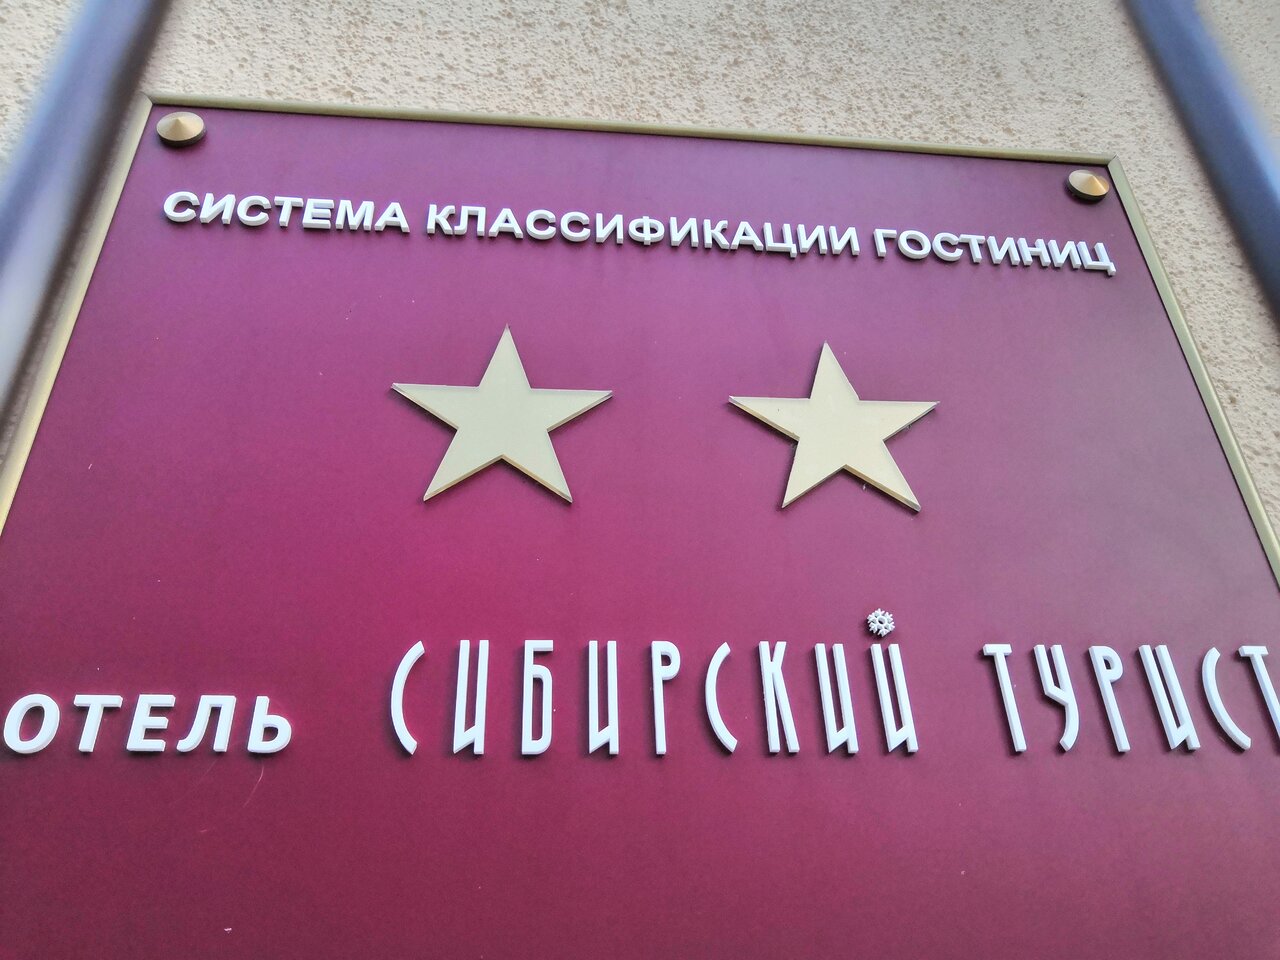 СИСТЕМА КЛАССИФИКАЦИИ ГОСТИНИЦ
ОТЕЛЬ СИБИРСКИЙ ТУРИСТ